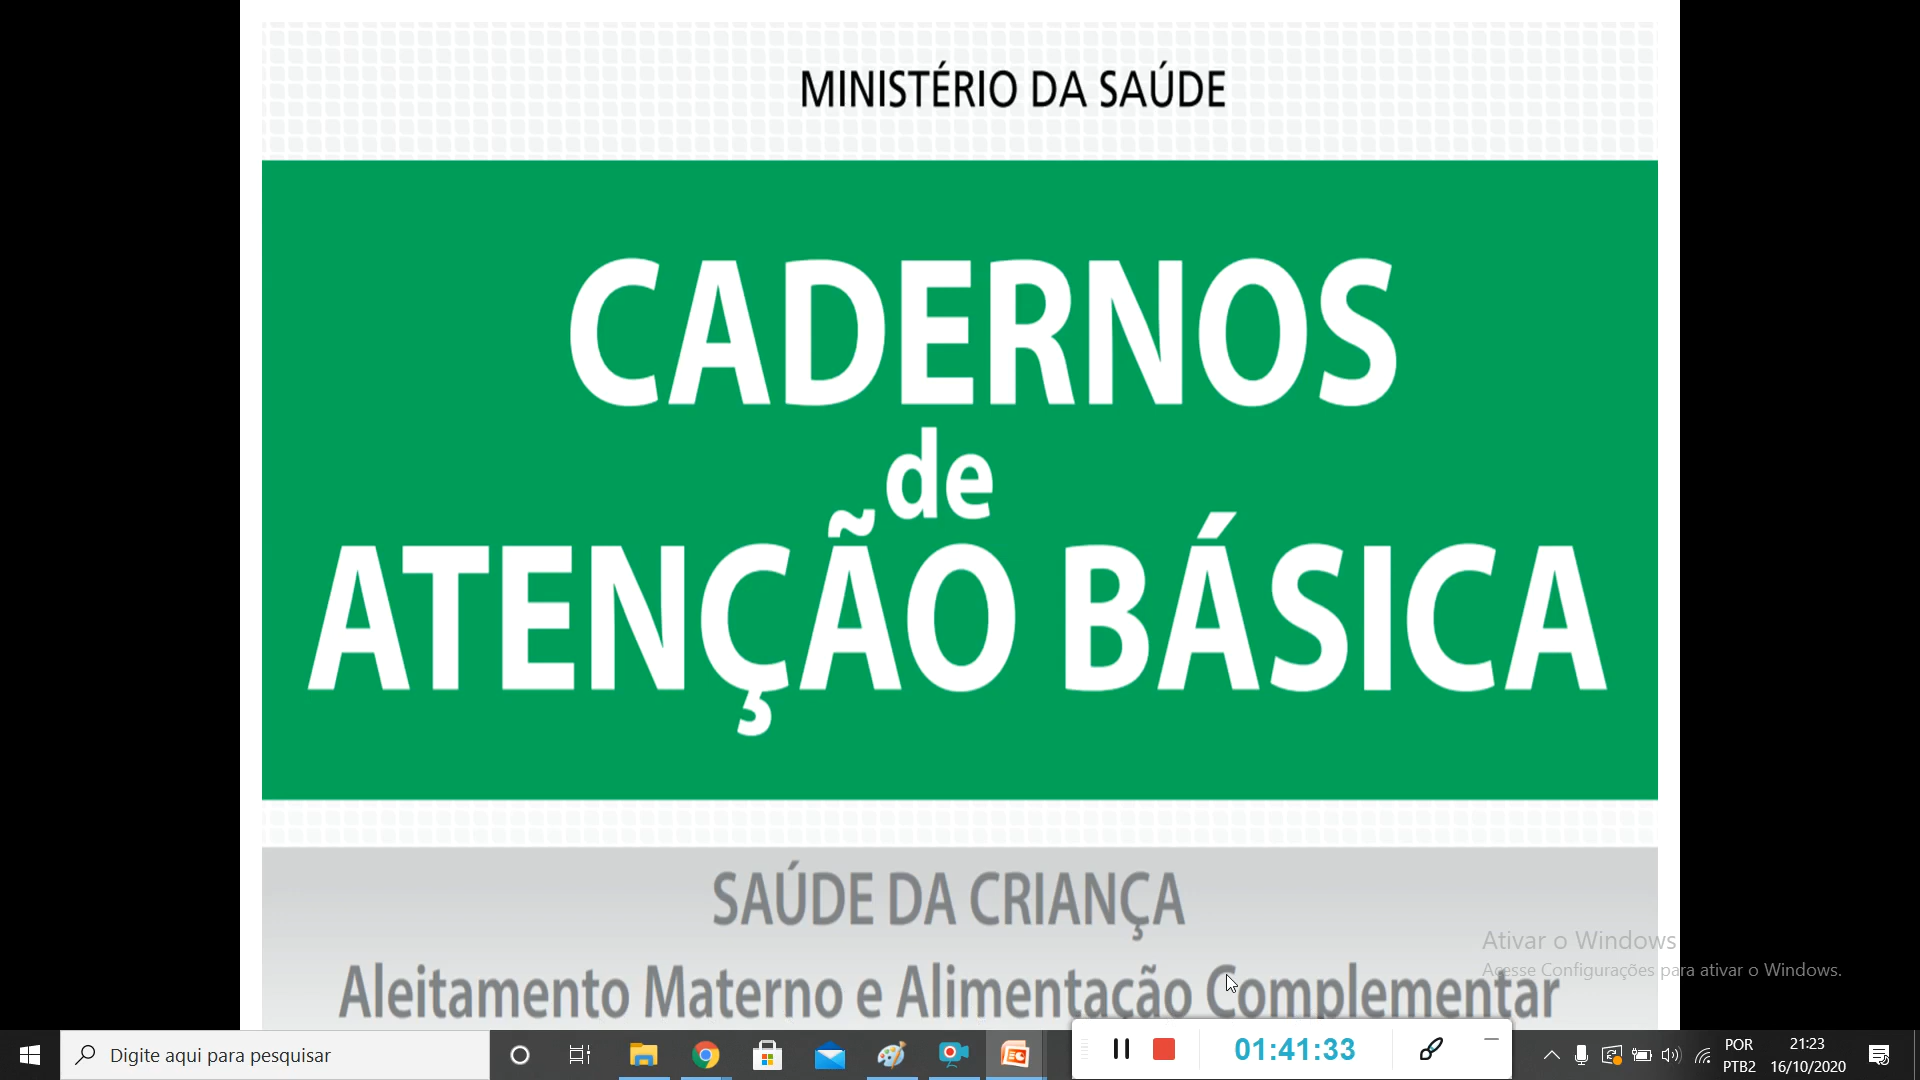 MINISTÉRIO DA SAÚDE
CADERNOS
de
ATENÇÃO BÁSICA
SAÚDE DA CRIANÇA
Aleitamento Materno e Alimentação Complementar
Ativar o Windows
Acesse Configurações para ativar o Windows.
Digite aqui para pesquisar
01:41:33
POR
PTB2
21:23
16/10/2020